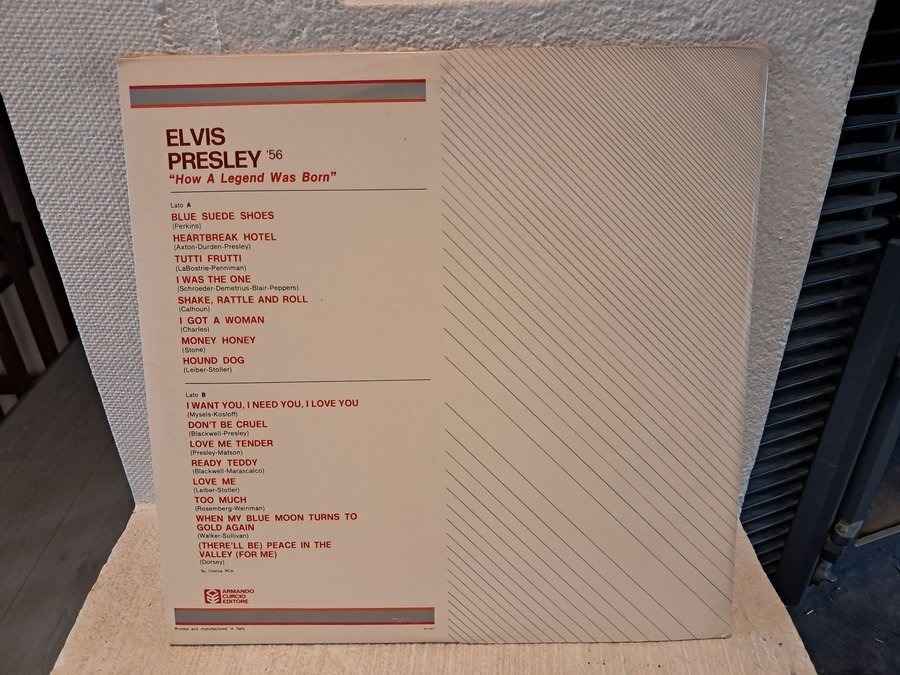 ELVIS
PRESLEY '56
"How A Legend Was Born"
Lato A
BLUE SUEDE SHOES
(Perkins)
HEARTBREAK HOTEL
(Axton-Durden-Presley)
TUTTI FRUTTI
(LaBostrie-Penniman)
I WAS THE ONE
(Schroeder-Demetrius-Blair-Peppers)
SHAKE, RATTLE AND ROLL
(Calhoun)
I GOT A WOMAN
(Charles)
MONEY HONEY
(Stone)
HOUND DOG
(Leiber-Stoller)
Lato B
I WANT YOU, I NEED YOU, I LOVE YOU
(Mysels-Kosloff)
DON'T BE CRUEL
(Blackwell-Presley)
LOVE ME TENDER
(Presley-Matson)
READY TEDDY
(Blackwell-Marascalco)
LOVE ME
(Leiber-Stoller)
TOO MUCH
(Rosemberg-Weinman)
WHEN MY BLUE MOON TURNS TO
GOLD AGAIN
(Walker-Sullivan)
(THERE'LL BE) PEACE IN THE
VALLEY (FOR ME)
(Dorsey)
Su licenza RCA
ARMANDO
CURCIO
EDITORE
Printed and manufactured in Italy